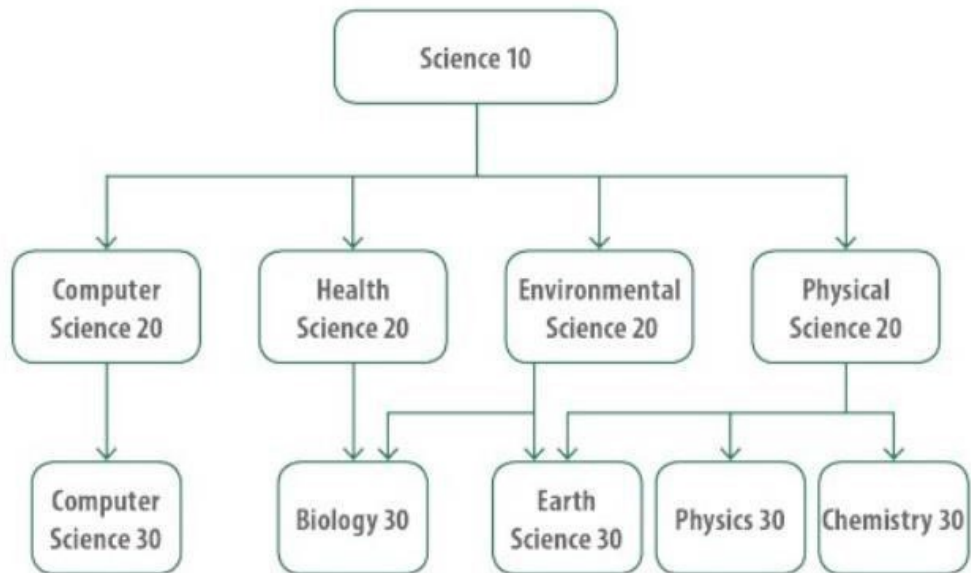 Science 10
Computer
Science 20
Health
Science 20
Environmental
Science 20
Physical
Science 20
Computer
Science 30
Biology 30
Earth
Science 30
Physics 30
Chemistry 30